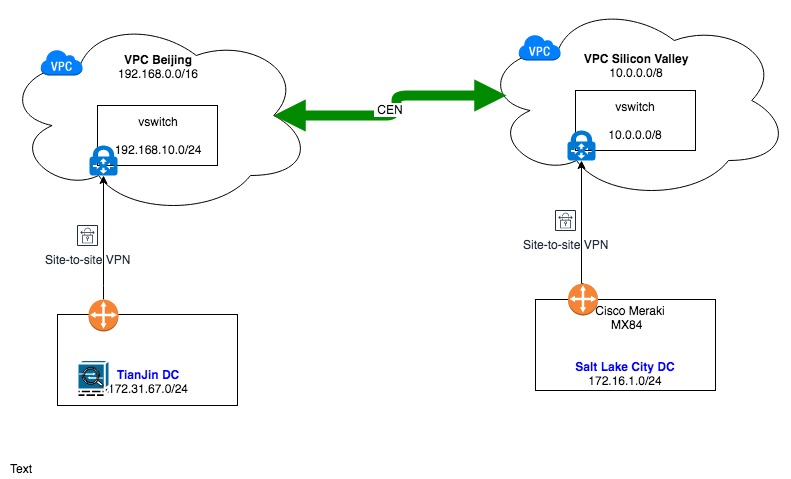 VPC
VPC Beijing
192.168.0.0/16
vswitch
192.168.10.0/24
CEN
VPC
VPC Silicon Valley
10.0.0.0/8
vswitch
10.0.0.0/8
Site-to-site VPN
Site-to-site VPN
TianJin DC
172.31.67.0/24
Cisco Meraki
MX84
Salt Lake City DC
172.16.1.0/24
Text